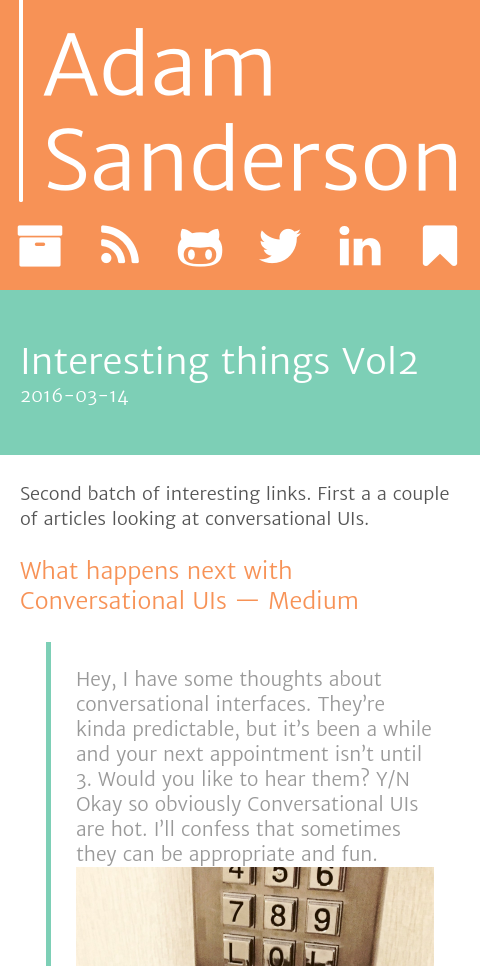 Adam
Sanderson
Interesting things Vol2
2016-03-14
Second batch of interesting links. First a a couple
of articles looking at conversational UIs.
What happens next with
Conversational UIs — Medium
Hey, I have some thoughts about
conversational interfaces. They’re
kinda predictable, but it’s been a while
and your next appointment isn’t until
3. Would you like to hear them? Y/N
Okay so obviously Conversational UIs
are hot. I’ll confess that sometimes
they can be appropriate and fun.
4 5 6
7 8 9
0